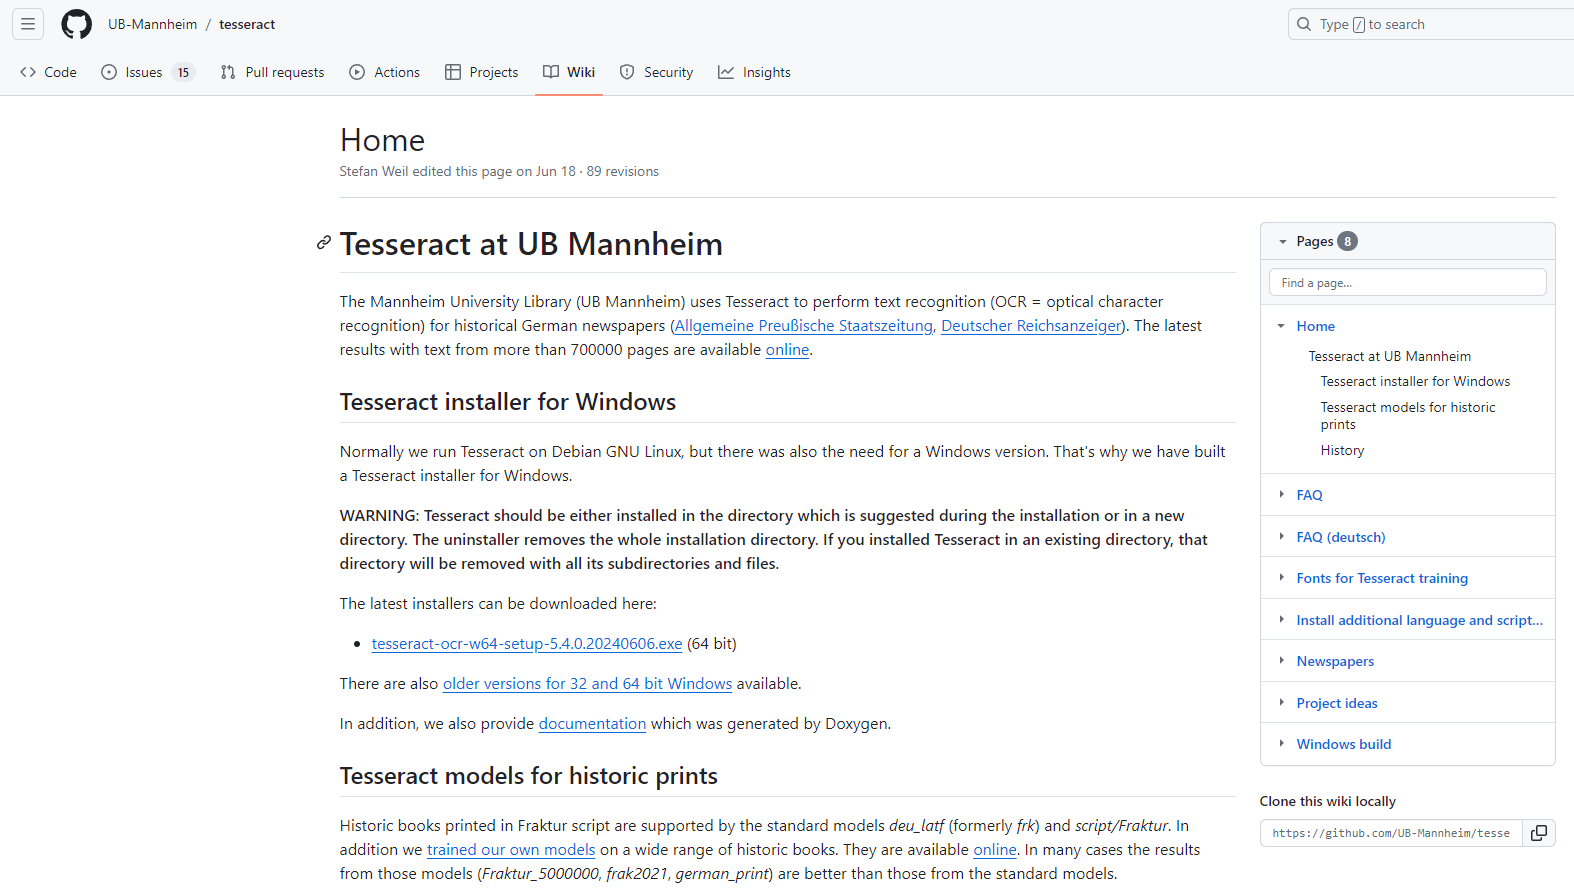 UB-Mannheim / tesseract
Type / to search
Code
Issues 15
Pull requests
Actions
Projects
Wiki
Security
Insights
Home
Stefan Weil edited this page on Jun 18 · 89 revisions
Tesseract at UB Mannheim
The Mannheim University Library (UB Mannheim) uses Tesseract to perform text recognition (OCR = optical character
recognition) for historical German newspapers (Allgemeine Preußische Staatszeitung, Deutscher Reichsanzeiger). The latest
results with text from more than 700000 pages are available online.
Tesseract installer for Windows
Normally we run Tesseract on Debian GNU Linux, but there was also the need for a Windows version. That's why we have built
a Tesseract installer for Windows.
WARNING: Tesseract should be either installed in the directory which is suggested during the installation or in a new
directory. The uninstaller removes the whole installation directory. If you installed Tesseract in an existing directory, that
directory will be removed with all its subdirectories and files.
The latest installers can be downloaded here:
• tesseract-ocr-w64-setup-5.4.0.20240606.exe (64 bit)
There are also older versions for 32 and 64 bit Windows available.
In addition, we also provide documentation which was generated by Doxygen.
Tesseract models for historic prints
Historic books printed in Fraktur script are supported by the standard models deu_latf (formerly frk) and script/Fraktur. In
addition we trained our own models on a wide range of historic books. They are available online. In many cases the results
from those models (Fraktur_5000000, frak2021, german_print) are better than those from the standard models.
Pages 8
Find a page...
Home
Tesseract at UB Mannheim
Tesseract installer for Windows
Tesseract models for historic
prints
History
FAQ
FAQ (deutsch)
Fonts for Tesseract training
Install additional language and script...
Newspapers
Project ideas
Windows build
Clone this wiki locally
https://github.com/UB-Mannheim/tesse